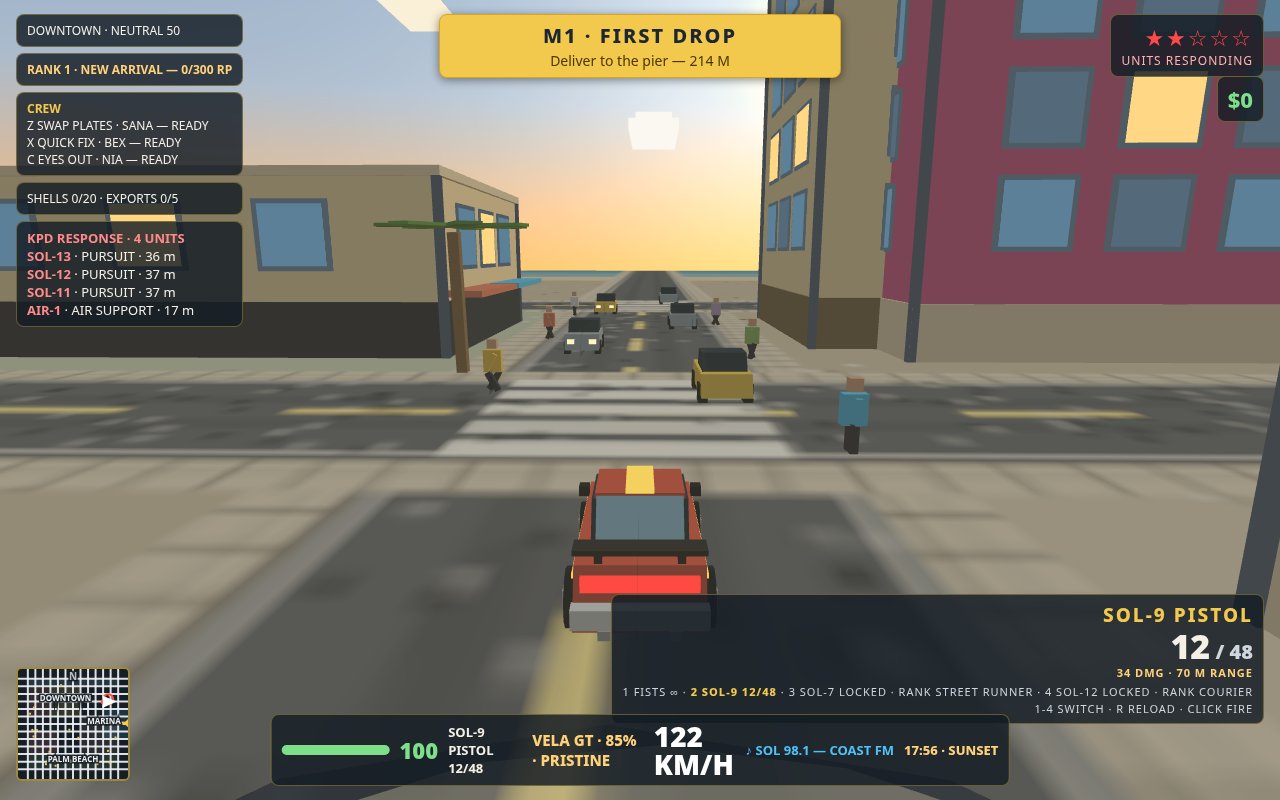 DOWNTOWN · NEUTRAL 50
RANK 1 · NEW ARRIVAL — 0/300 RP
CREW
Z SWAP PLATES · SANA — READY
X QUICK FIX · BEX — READY
C EYES OUT · NIA — READY
SHELLS 0/20 · EXPORTS 0/5
KPD RESPONSE · 4 UNITS
SOL-13 · PURSUIT · 36 m
SOL-12 · PURSUIT · 37 m
SOL-11 · PURSUIT · 37 m
AIR-1 · AIR SUPPORT · 17 m
M1 · FIRST DROP
Deliver to the pier — 214 M
★★☆☆☆
UNITS RESPONDING
$0
SOL-9 PISTOL
12 / 48
34 DMG · 70 M RANGE
1 FISTS ∞ · 2 SOL-9 12/48 · 3 SOL-7 LOCKED · RANK STREET RUNNER · 4 SOL-12 LOCKED · RANK COURIER
1-4 SWITCH · R RELOAD · CLICK FIRE
N
DOWNTOWN
MARINA
PALM BEACH
100
SOL-9
PISTOL
12/48
VELA GT · 85%
· PRISTINE
122
KM/H
♪ SOL 98.1 — COAST FM
17:56 · SUNSET